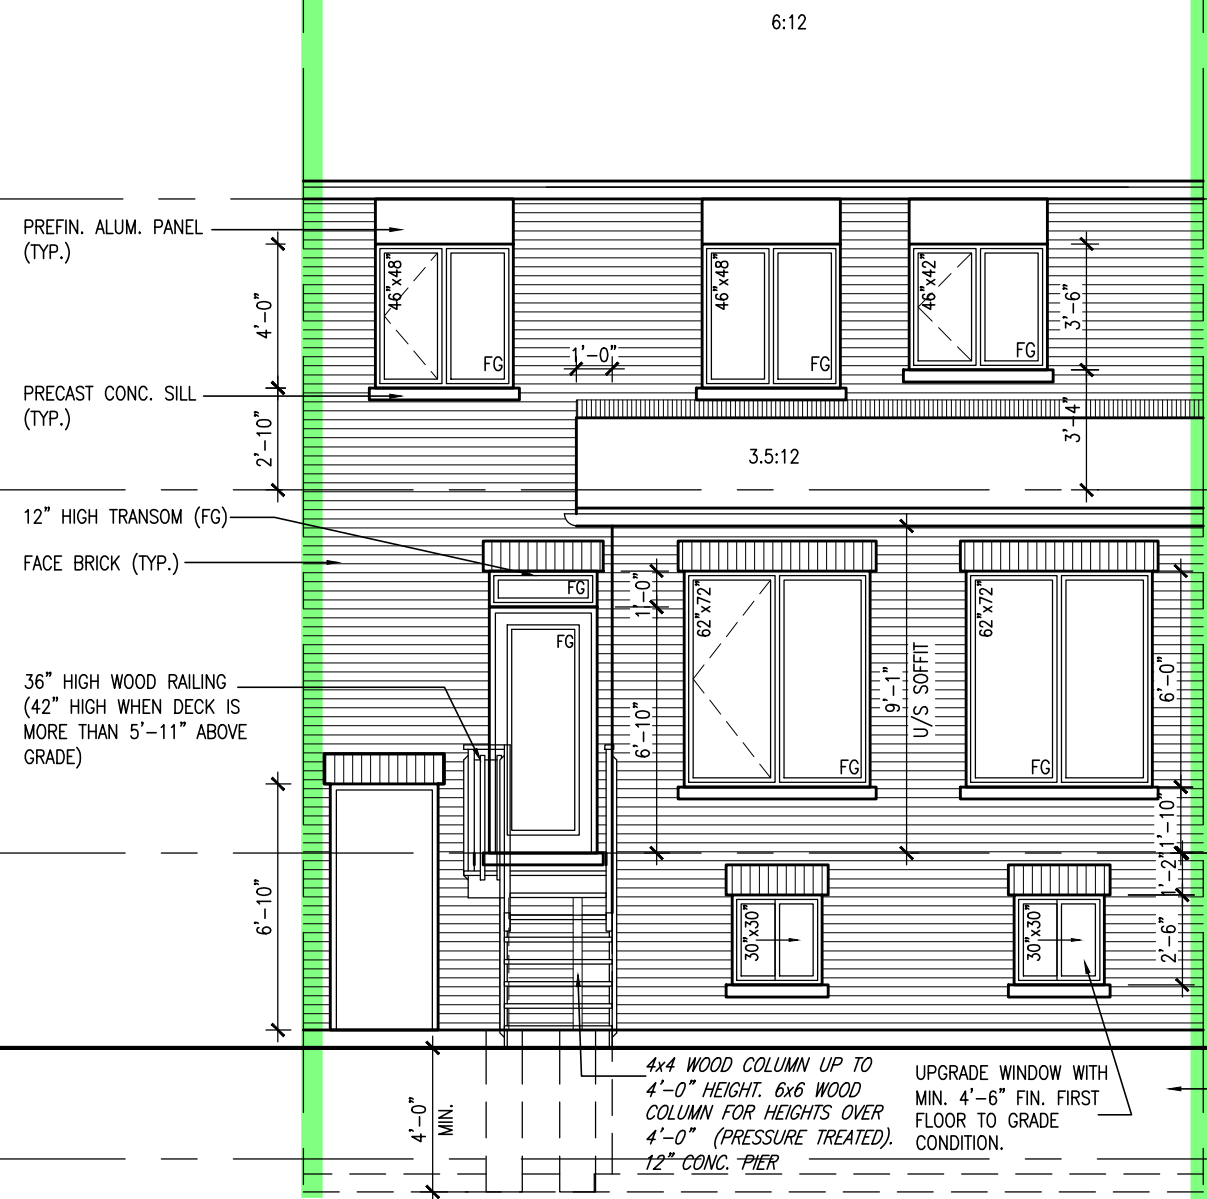 6:12
PREFIN. ALUM. PANEL
(TYP.)
46"x48"
FG
46"x48"
FG
46"x42"
FG
4'-0"
3'-6"
1'-0"
PRECAST CONC. SILL
(TYP.)
2'-10"
3'-4"
3.5:12
12" HIGH TRANSOM (FG)
FACE BRICK (TYP.)
FG
1'-0"
FG
62"x72"
FG
62"x72"
FG
9'-1"
U/S SOFFIT
6'-0"
6'-10"
36" HIGH WOOD RAILING
(42" HIGH WHEN DECK IS
MORE THAN 5'-11" ABOVE
GRADE)
1'-10"
1'-2"
6'-10"
30"x30"
30"x30"
2'-6"
4'-0"
MIN.
4x4 WOOD COLUMN UP TO
4'-0" HEIGHT. 6x6 WOOD
COLUMN FOR HEIGHTS OVER
4'-0" (PRESSURE TREATED).
12" CONC. PIER
UPGRADE WINDOW WITH
MIN. 4'-6" FIN. FIRST
FLOOR TO GRADE
CONDITION.